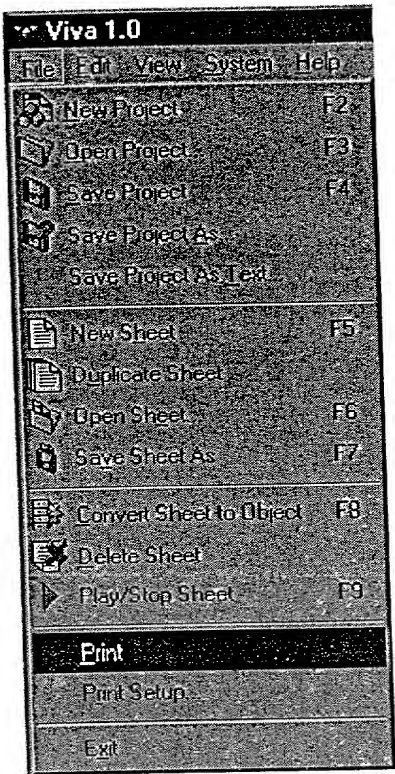 Viva 1.0
File Edit View System Help
New Project F2
Open Project... F3
Save Project F4
Save Project As...
Save Project As Text...
New Sheet F5
Duplicate Sheet
Open Sheet... F6
Save Sheet As F7
Convert Sheet to Object F8
Delete Sheet
Play/Stop Sheet F9
Print
Print Setup...
Exit